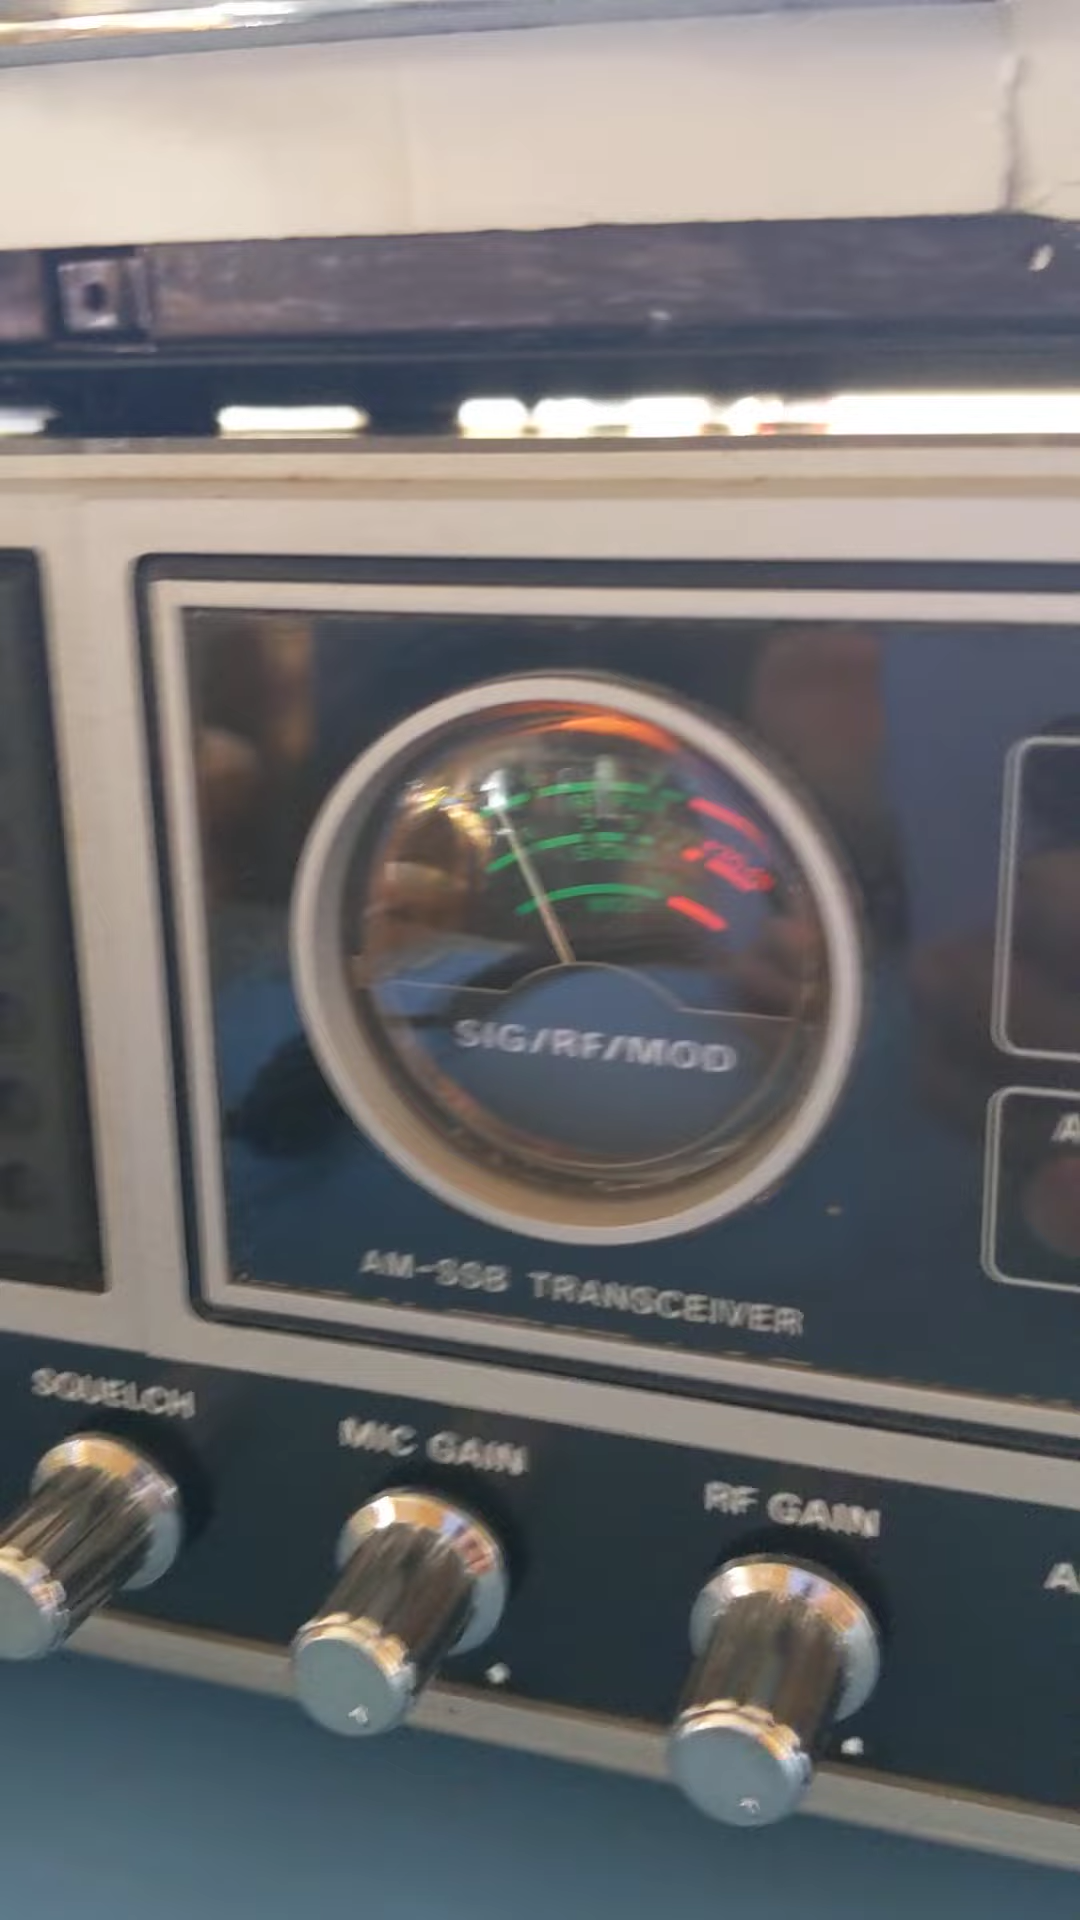 SIG/RF/MOD
AM-SSB TRANSCEIVER
SQUELCH
MIC GAIN
RF GAIN